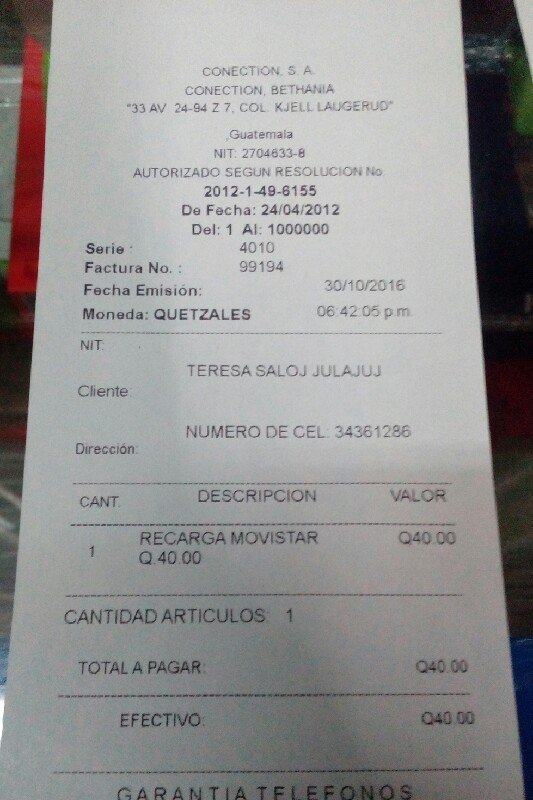 CONECTION, S. A.
CONECTION, BETHANIA
"33 AV 24-94 Z 7, COL. KJELL LAUGERUD"
,Guatemala
NIT: 2704633-8
AUTORIZADO SEGUN RESOLUCION No
2012-1-49-6155
De Fecha: 24/04/2012
Del: 1 Al: 1000000
Serie : 4010
Factura No. : 99194
Fecha Emisión: 30/10/2016
Moneda: QUETZALES 06:42:05 p.m.
NIT:
TERESA SALOJ JULAJUJ
Cliente
NUMERO DE CEL: 34361286
Dirección:
CANT. DESCRIPCION VALOR
1 RECARGA MOVISTAR Q40.00
Q.40.00
CANTIDAD ARTICULOS: 1
TOTAL A PAGAR: Q40.00
EFECTIVO: Q40.00
GARANTIA TELEFONOS